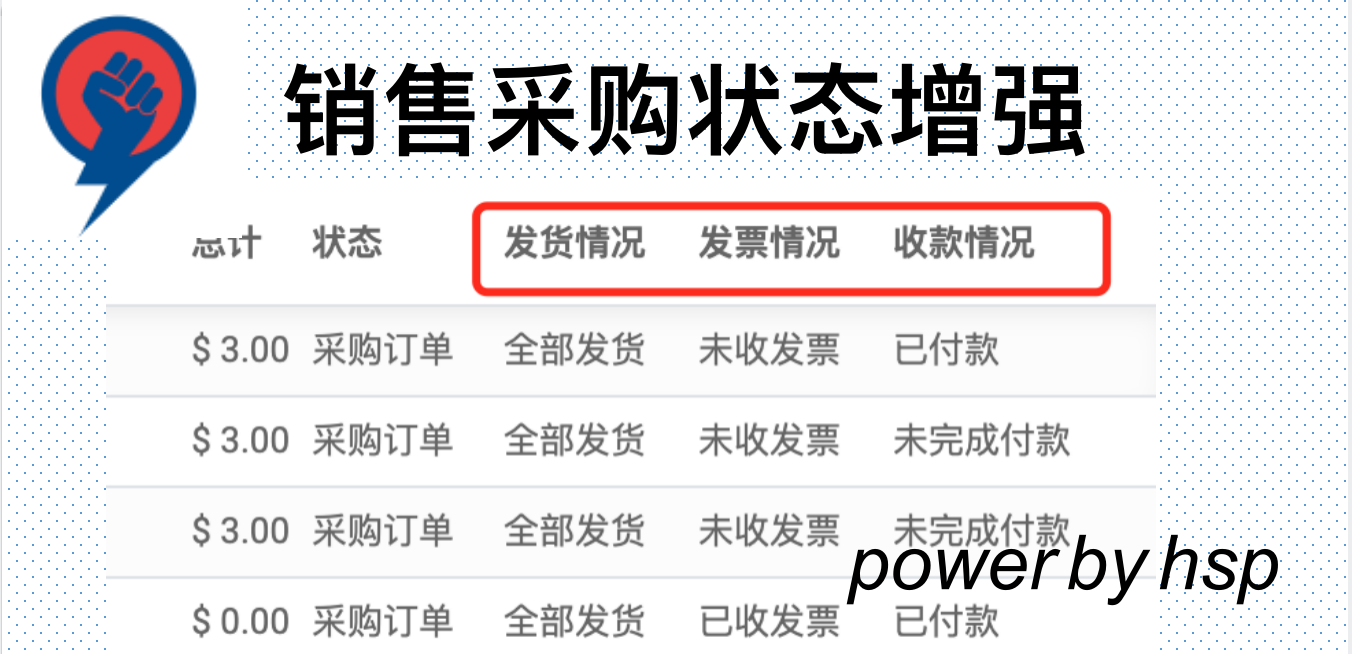 销售采购状态增强
总计 状态 发货情况 发票情况 收款情况
$ 3.00 采购订单 全部发货 未收发票 已付款
$ 3.00 采购订单 全部发货 未收发票 未完成付款
$ 3.00 采购订单 全部发货 未收发票 未完成付款
power by hsp
$ 0.00 采购订单 全部发货 已收发票 已付款